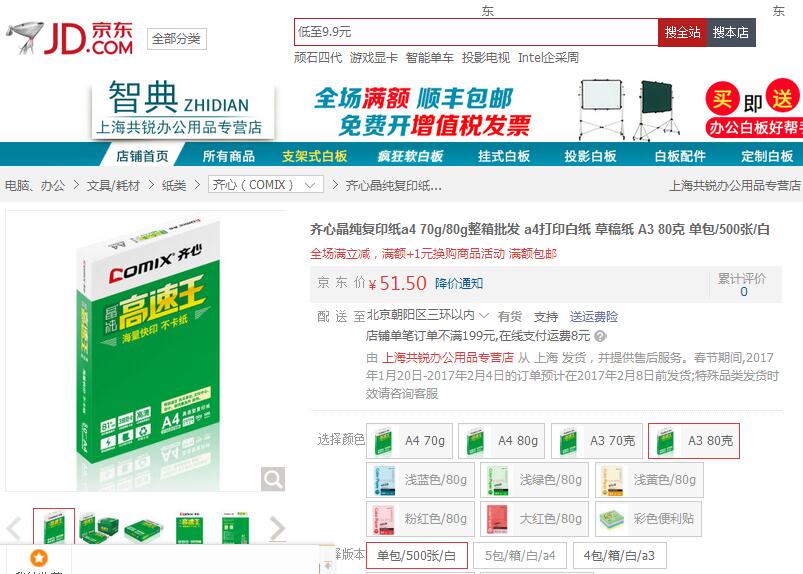 东
东
JD 京东
.COM
全部分类
低至9.9元
搜全站
搜本店
顽石四代 游戏显卡 智能单车 投影电视 Intel企采周
智典 ZHIDIAN
上海共锐办公用品专营店
全场满额 顺丰包邮
免费开增值税发票
买即送
办公白板好帮手
店铺首页 所有商品 支架式白板 疯狂软白板 挂式白板 投影白板 白板配件 定制白板
电脑、办公 > 文具/耗材 > 纸类 > 齐心（COMIX） > 齐心晶纯复印纸... 上海共锐办公用品专营店
齐心晶纯复印纸a4 70g/80g整箱批发 a4打印白纸 草稿纸 A3 80克 单包/500张/白
全场满立减，满额+1元换购商品活动 满额包邮
京东价 ¥51.50 降价通知
累计评价
0
配送至 北京朝阳区三环以内 有货 支持 送运费险
店铺单笔订单不满199元,在线支付运费8元 ?
由 上海共锐办公用品专营店 从 上海 发货，并提供售后服务。春节期间,2017
年1月20日-2017年2月4日的订单预计在2017年2月8日前发货;特殊品类发货时
效请咨询客服
选择颜色 A4 70g A4 80g A3 70克 A3 80克
浅蓝色/80g 浅绿色/80g 浅黄色/80g
粉红色/80g 大红色/80g 彩色便利贴
择版本 单包/500张/白 5包/箱/白/a4 4包/箱/白/a3
A4
COMIX 齐心
晶纯
高速王
海量快印 不卡纸
A4 高速型复印纸